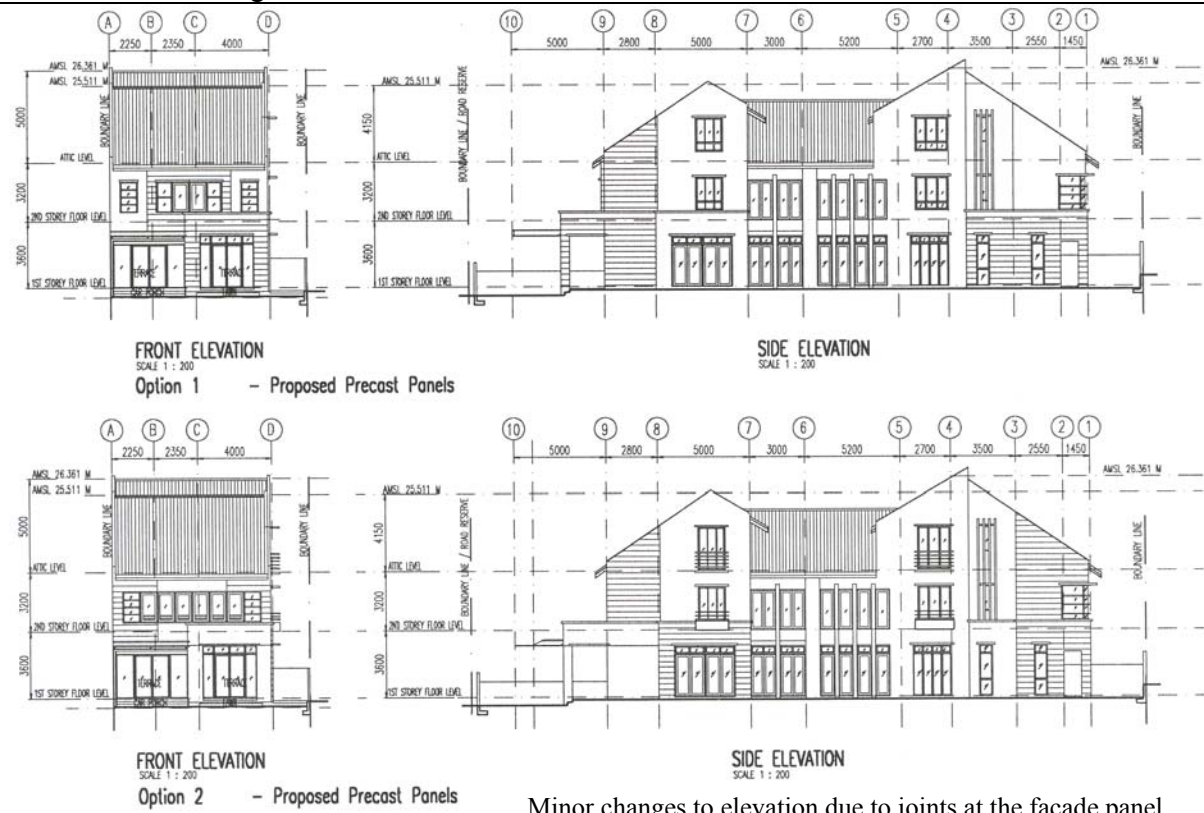 A B C D
2250 2350 4000
AMSL 26.361 M
AMSL 25.511 M
BOUNDARY LINE
BOUNDARY LINE
5000
ATTIC LEVEL
3200
2ND STOREY FLOOR LEVEL
3600
TERRACE
1ST STOREY FLOOR LEVEL
CAR PORCH
FRONT ELEVATION
SCALE 1 : 200
10 9 8 7 6 5 4 3 2 1
5000 2800 5000 3000 5200 2700 3500 2550 1450
AMSL 26.361 M
AMSL 25.511 M
BOUNDARY LINE / ROAD RESERVE
BOUNDARY LINE
4150
ATTIC LEVEL
3200
2ND STOREY FLOOR LEVEL
3600
1ST STOREY FLOOR LEVEL
SIDE ELEVATION
SCALE 1 : 200
Option 1 – Proposed Precast Panels
A B C D
2250 2350 4000
AMSL 26.361 M
AMSL 25.511 M
BOUNDARY LINE
BOUNDARY LINE
5000
ATTIC LEVEL
3200
2ND STOREY FLOOR LEVEL
3600
1ST STOREY FLOOR LEVEL
CAR PORCH
FRONT ELEVATION
SCALE 1 : 200
10 9 8 7 6 5 4 3 2 1
5000 2800 5000 3000 5200 2700 3500 2550 1450
AMSL 26.361 M
AMSL 25.511 M
BOUNDARY LINE / ROAD RESERVE
BOUNDARY LINE
4150
ATTIC LEVEL
3200
2ND STOREY FLOOR LEVEL
3600
1ST STOREY FLOOR LEVEL
SIDE ELEVATION
SCALE 1 : 200
Option 2 – Proposed Precast Panels
Minor changes to elevation due to joints at the facade panel